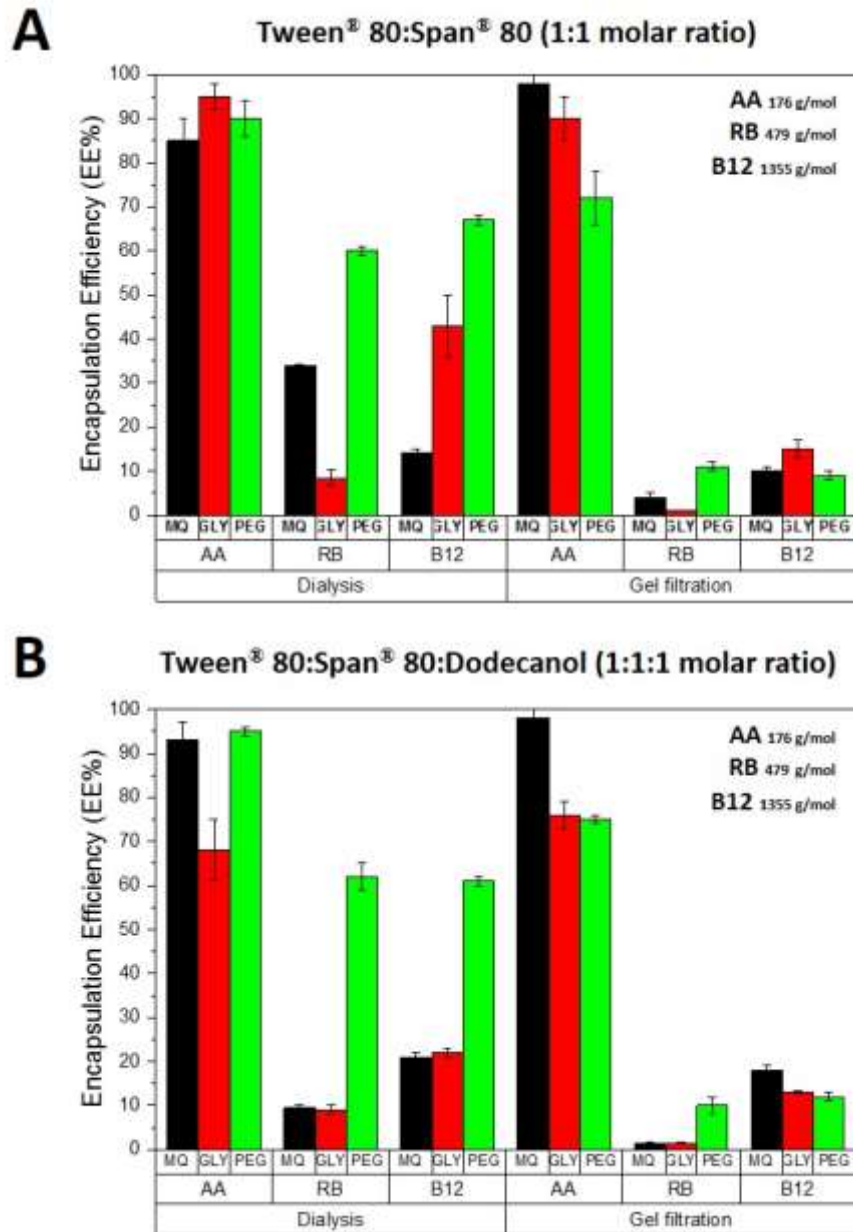 A
Tween® 80:Span® 80 (1:1 molar ratio)
Encapsulation Efficiency (EE%)
100
90
80
70
60
50
40
30
20
10
0
AA 176 g/mol
RB 479 g/mol
B12 1355 g/mol
MQ GLY PEG MQ GLY PEG MQ GLY PEG MQ GLY PEG MQ GLY PEG MQ GLY PEG
AA RB B12 AA RB B12
Dialysis Gel filtration
B
Tween® 80:Span® 80:Dodecanol (1:1:1 molar ratio)
Encapsulation Efficiency (EE%)
100
90
80
70
60
50
40
30
20
10
0
AA 176 g/mol
RB 479 g/mol
B12 1355 g/mol
MQ GLY PEG MQ GLY PEG MQ GLY PEG MQ GLY PEG MQ GLY PEG MQ GLY PEG
AA RB B12 AA RB B12
Dialysis Gel filtration